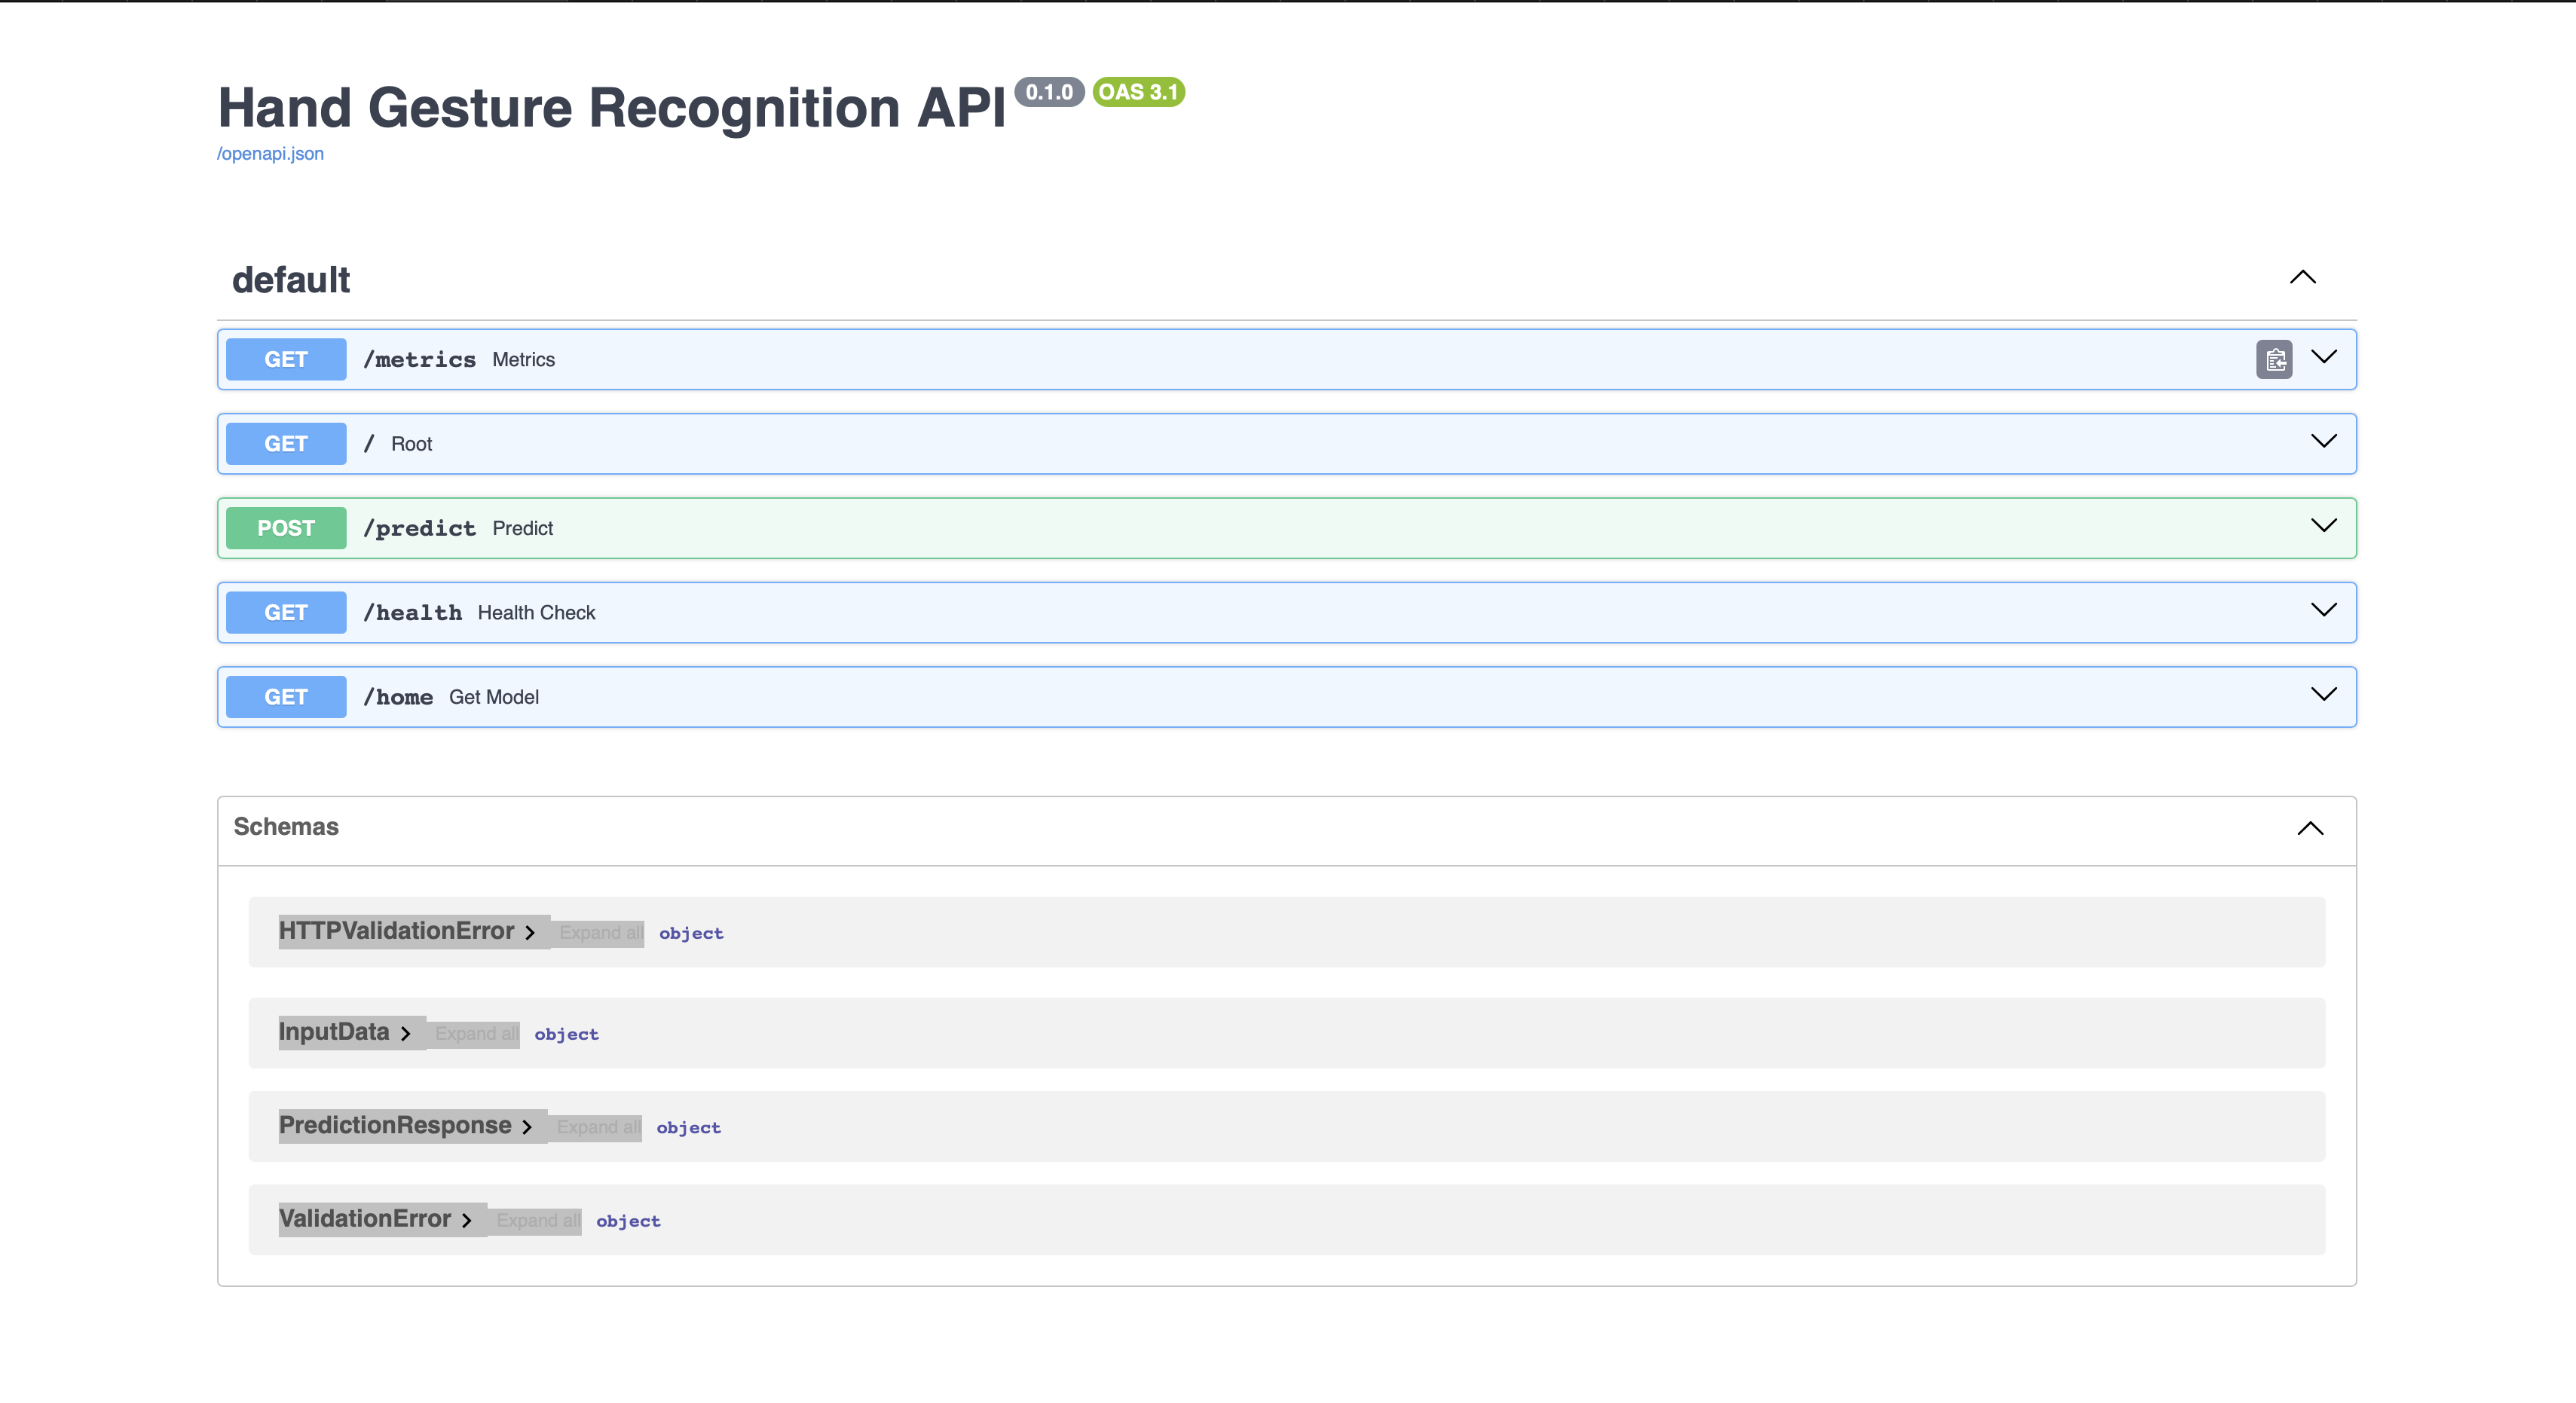 Hand Gesture Recognition API 0.1.0 OAS 3.1
/openapi.json
default
GET /metrics Metrics
GET / Root
POST /predict Predict
GET /health Health Check
GET /home Get Model
Schemas
HTTPValidationError Expand all object
InputData Expand all object
PredictionResponse Expand all object
ValidationError Expand all object